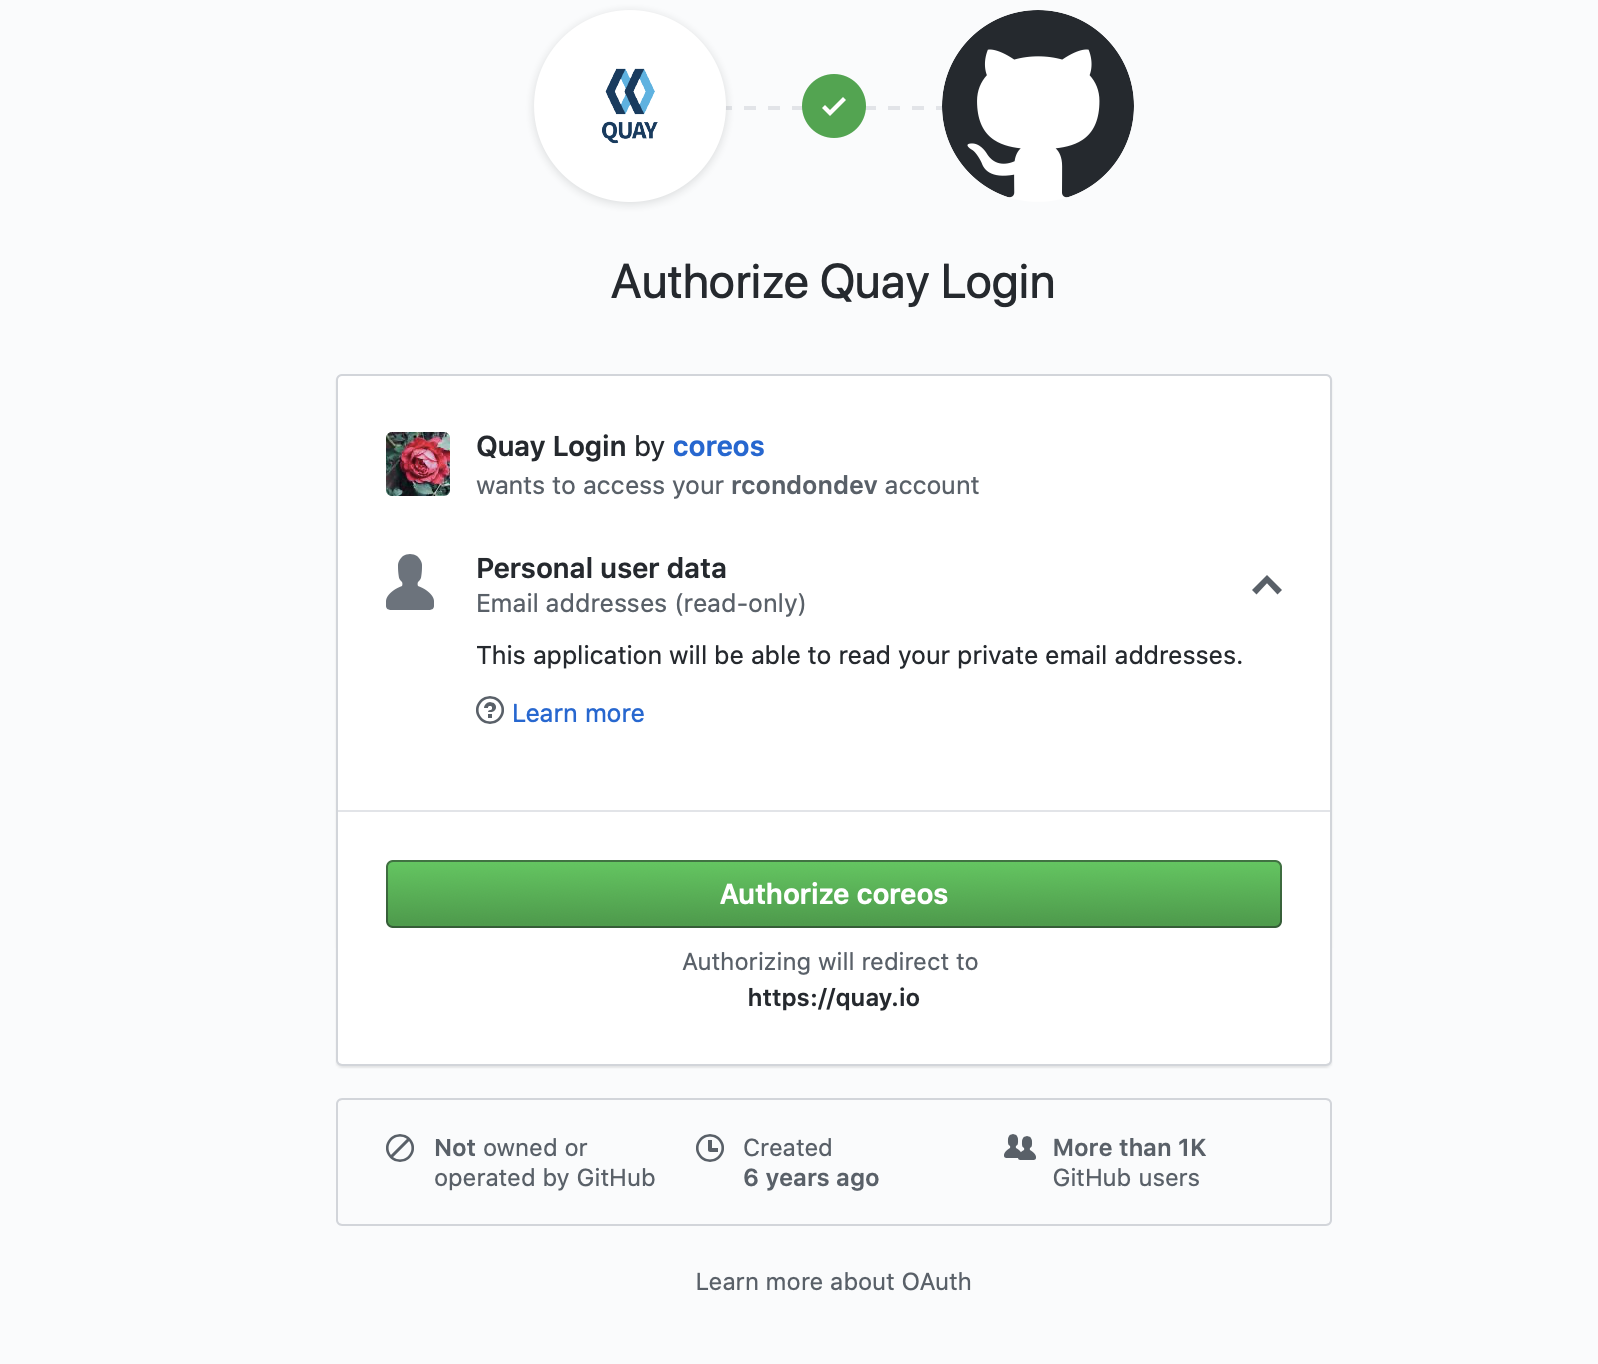 QUAY
Authorize Quay Login
Quay Login by coreos
wants to access your rcondondev account
Personal user data
Email addresses (read-only)
This application will be able to read your private email addresses.
Learn more
Authorize coreos
Authorizing will redirect to
https://quay.io
Not owned or
operated by GitHub
Created
6 years ago
More than 1K
GitHub users
Learn more about OAuth